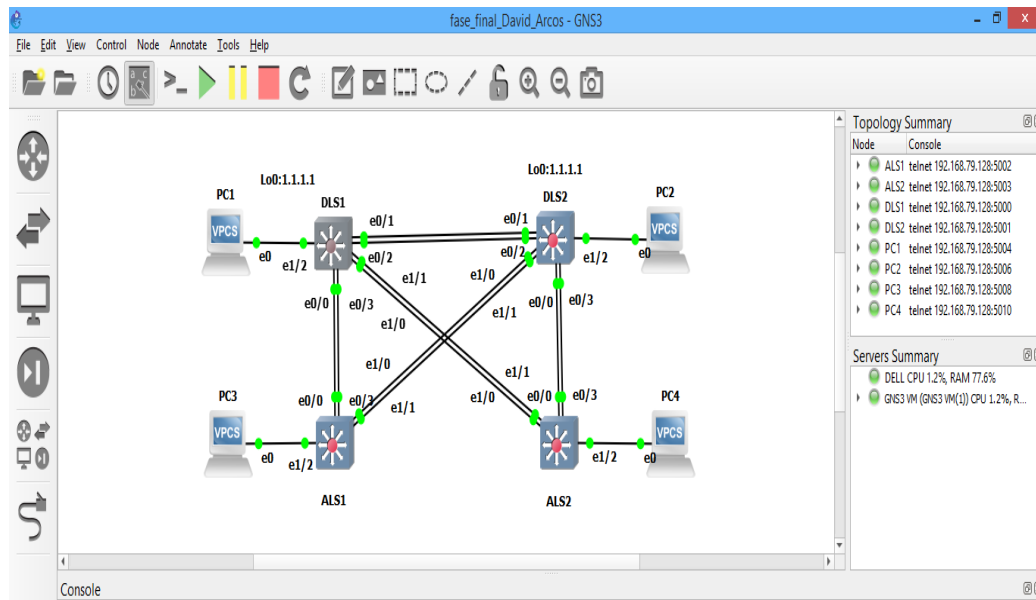 fase_final_David_Arcos - GNS3
File Edit View Control Node Annotate Tools Help
Topology Summary
Node Console
ALS1 telnet 192.168.79.128:5002
ALS2 telnet 192.168.79.128:5003
DLS1 telnet 192.168.79.128:5000
DLS2 telnet 192.168.79.128:5001
PC1 telnet 192.168.79.128:5004
PC2 telnet 192.168.79.128:5006
PC3 telnet 192.168.79.128:5008
PC4 telnet 192.168.79.128:5010
Servers Summary
DELL CPU 1.2%, RAM 77.6%
GNS3 VM (GNS3 VM(1)) CPU 1.2%, R...
Lo0:1.1.1.1
Lo0:1.1.1.1
PC1
DLS1
DLS2
PC2
VPCS
e0/1
e0/1
VPCS
e0
e1/2
e0/2
e0/2
e1/2
e0
e1/1
e1/0
e0/0
e0/3
e1/1
e0/0
e0/3
e1/0
e1/0
e1/1
PC3
e0/0
e0/3
e1/1
e1/0
e0/0
e0/3
PC4
VPCS
VPCS
e0
e1/2
e1/2
e0
ALS1
ALS2
Console